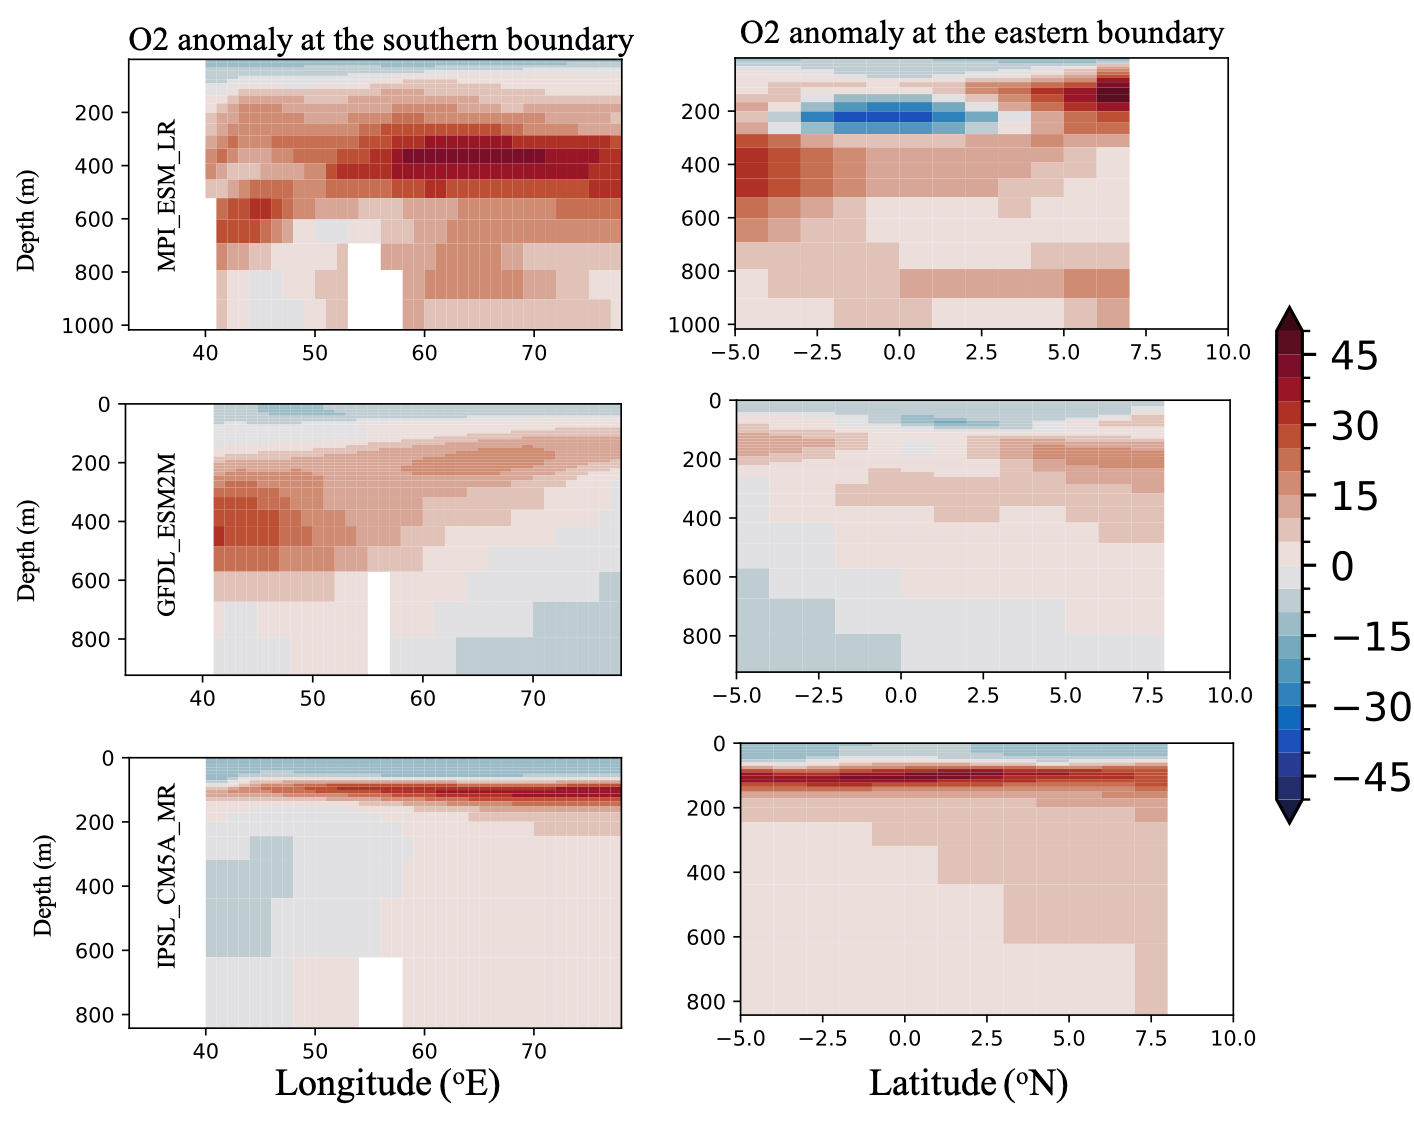 O2 anomaly at the southern boundary
O2 anomaly at the eastern boundary
Depth (m)
MPI_ESM_LR
200
400
600
800
1000
40 50 60 70
200
400
600
800
1000
−5.0 −2.5 0.0 2.5 5.0 7.5 10.0
Depth (m)
GFDL_ESM2M
0
200
400
600
800
40 50 60 70
0
200
400
600
800
−5.0 −2.5 0.0 2.5 5.0 7.5 10.0
45
30
15
0
−15
−30
−45
Depth (m)
IPSL_CM5A_MR
0
200
400
600
800
40 50 60 70
Longitude (°E)
0
200
400
600
800
−5.0 −2.5 0.0 2.5 5.0 7.5 10.0
Latitude (°N)